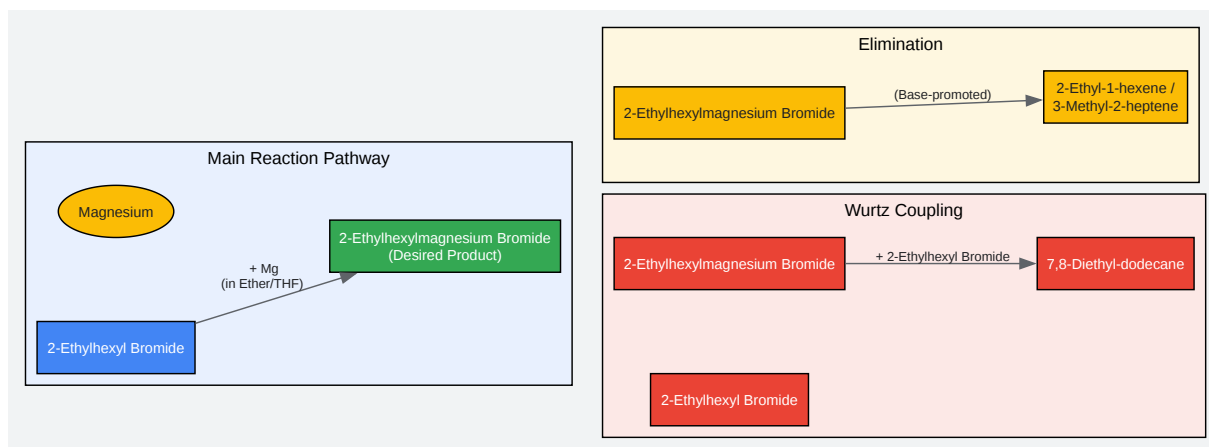 Main Reaction Pathway
Magnesium
2-Ethylhexylmagnesium Bromide
(Desired Product)
+ Mg
(in Ether/THF)
2-Ethylhexyl Bromide
Elimination
2-Ethylhexylmagnesium Bromide
(Base-promoted)
2-Ethyl-1-hexene /
3-Methyl-2-heptene
Wurtz Coupling
2-Ethylhexylmagnesium Bromide
+ 2-Ethylhexyl Bromide
7,8-Diethyl-dodecane
2-Ethylhexyl Bromide